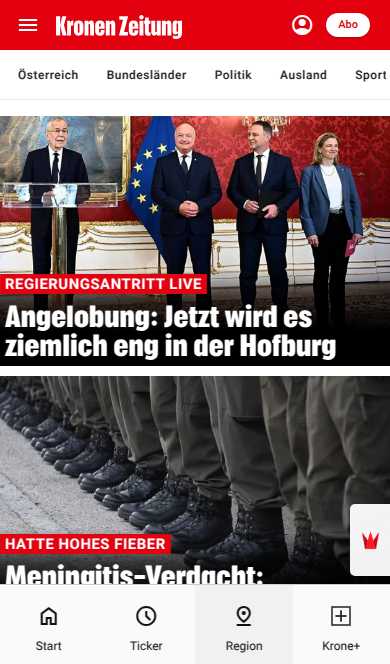 Kronen Zeitung
Abo
Österreich Bundesländer Politik Ausland Sport
REGIERUNGSANTRITT LIVE
Angelobung: Jetzt wird es
ziemlich eng in der Hofburg
HATTE HOHES FIEBER
Meningitis-Verdacht:
Start Ticker Region Krone+